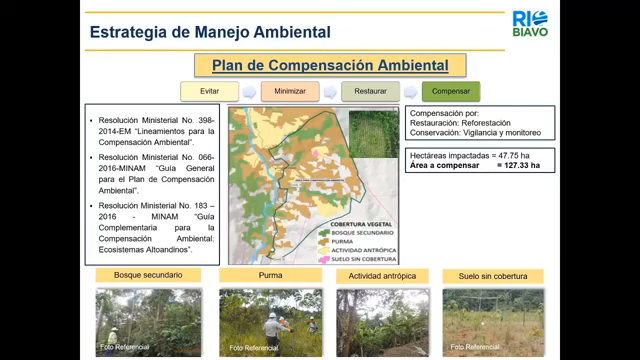 Estrategia de Manejo Ambiental
RIO
BIAVO
Plan de Compensación Ambiental
Evitar
Minimizar
Restaurar
Compensar
• Resolución Ministerial No. 398-
2014-EM “Lineamientos para la
Compensación Ambiental”.
• Resolución Ministerial No. 066-
2016-MINAM “Guía General
para el Plan de Compensación
Ambiental”.
• Resolución Ministerial No. 183 –
2016 - MINAM “Guía
Complementaria para la
Compensación Ambiental:
Ecosistemas Altoandinos”.
COBERTURA VEGETAL
BOSQUE SECUNDARIO
PURMA
ACTIVIDAD ANTRÓPICA
SUELO SIN COBERTURA
Compensación por:
Restauración: Reforestación
Conservación: Vigilancia y monitoreo
Hectáreas impactadas = 47.75 ha
Área a compensar = 127.33 ha
Bosque secundario
Purma
Actividad antrópica
Suelo sin cobertura
Foto Referencial
Foto Referencial
Foto Referencial
Foto Referencial